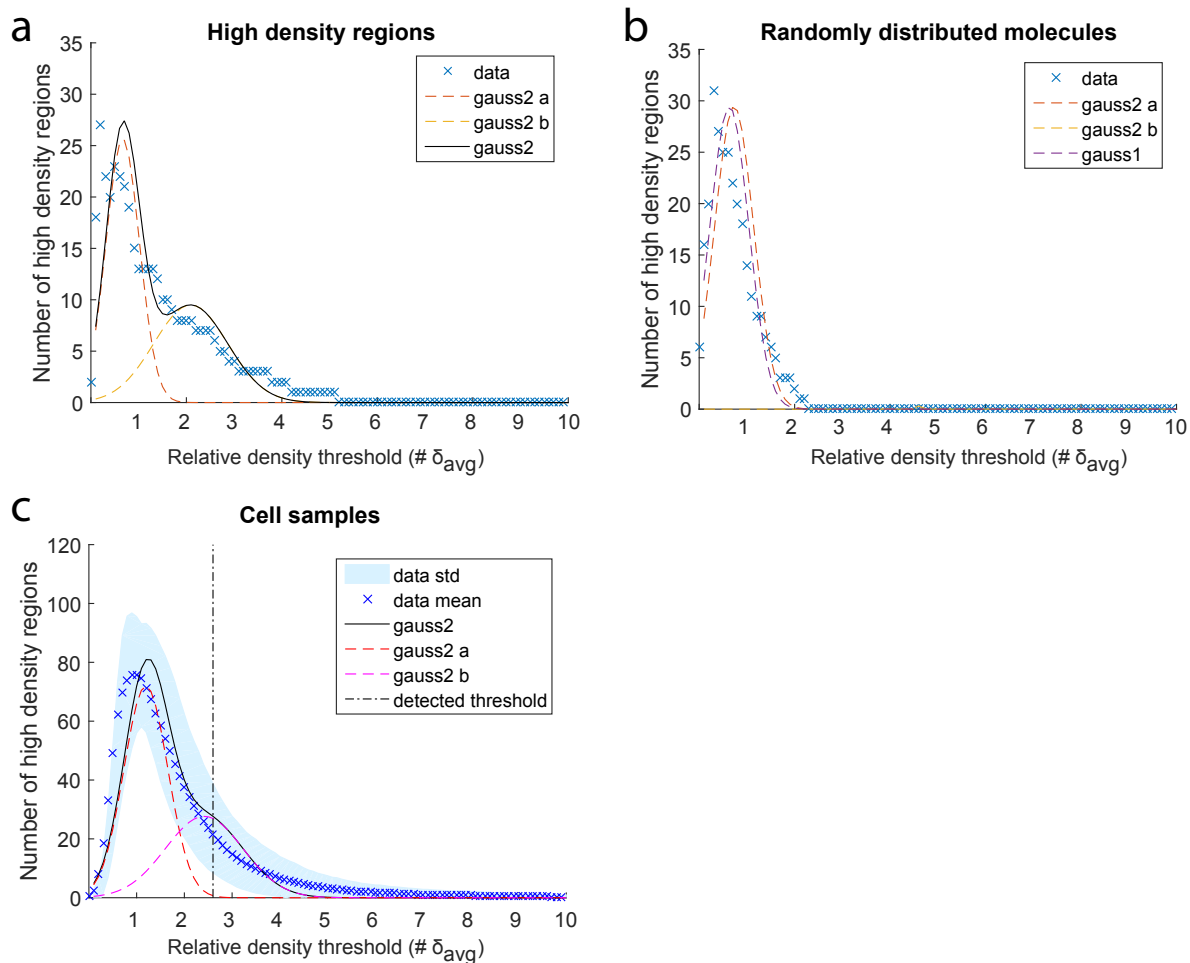 a
High density regions
35
30
25
20
15
10
5
0
Number of high density regions
data
gauss2 a
gauss2 b
gauss2
1 2 3 4 5 6 7 8 9 10
Relative density threshold (# δavg)
b
Randomly distributed molecules
35
30
25
20
15
10
5
0
Number of high density regions
data
gauss2 a
gauss2 b
gauss1
1 2 3 4 5 6 7 8 9 10
Relative density threshold (# δavg)
c
Cell samples
120
100
80
60
40
20
0
Number of high density regions
data std
data mean
gauss2
gauss2 a
gauss2 b
detected threshold
1 2 3 4 5 6 7 8 9 10
Relative density threshold (# δavg)